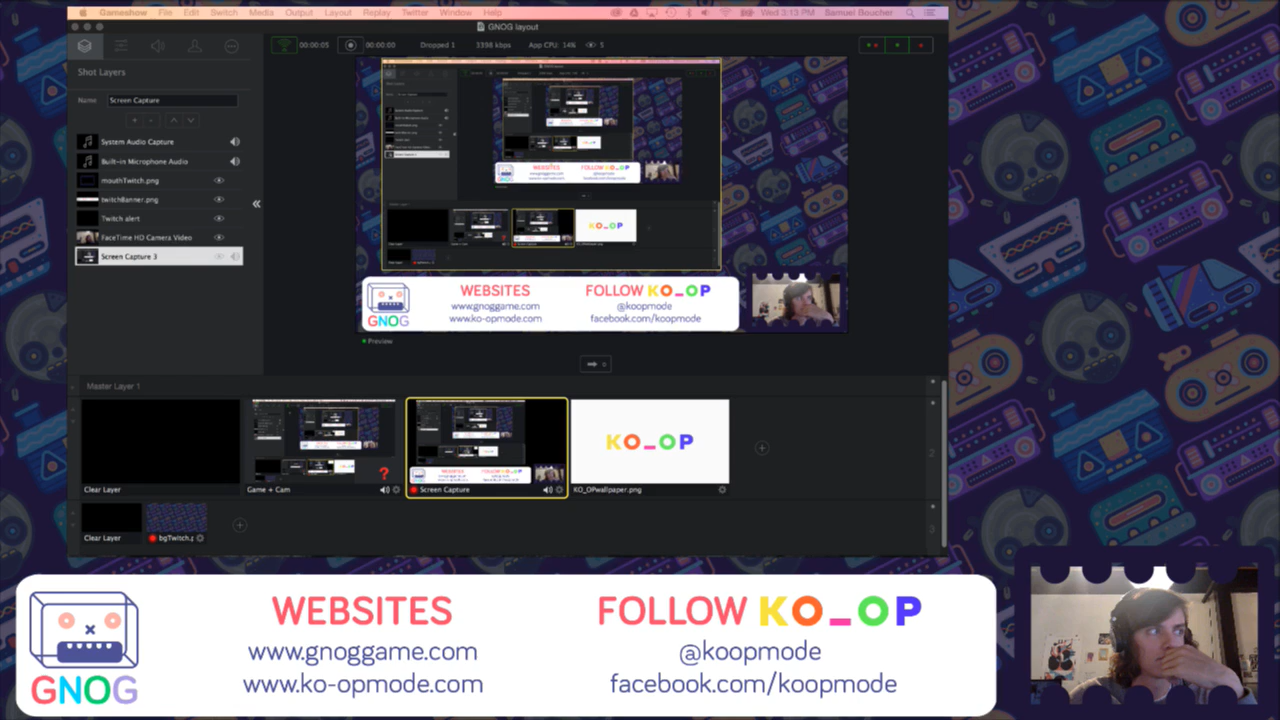 Gameshow File Edit Switch Media Output Layout Replay Twitter Window Help Wed 3:13 PM Samuel Boucher
GNOG layout
00:00:05 00:00:00 Dropped 1 3398 kbps App CPU: 14% 5
Shot Layers
Name Screen Capture
System Audio Capture
Built-in Microphone Audio
mouthTwitch.png
twitchBanner.png
Twitch alert
FaceTime HD Camera Video
Screen Capture 3
WEBSITES
www.gnoggame.com
www.ko-opmode.com
FOLLOW KO_OP
@koopmode
facebook.com/koopmode
GNOG
Preview
Master Layer 1
KO_OP
?
Clear Layer
Game + Cam
Screen Capture
KO_OPwallpaper.png
2
Clear Layer
bgTwitch.p
3
GNOG
WEBSITES
www.gnoggame.com
www.ko-opmode.com
FOLLOW KO_OP
@koopmode
facebook.com/koopmode